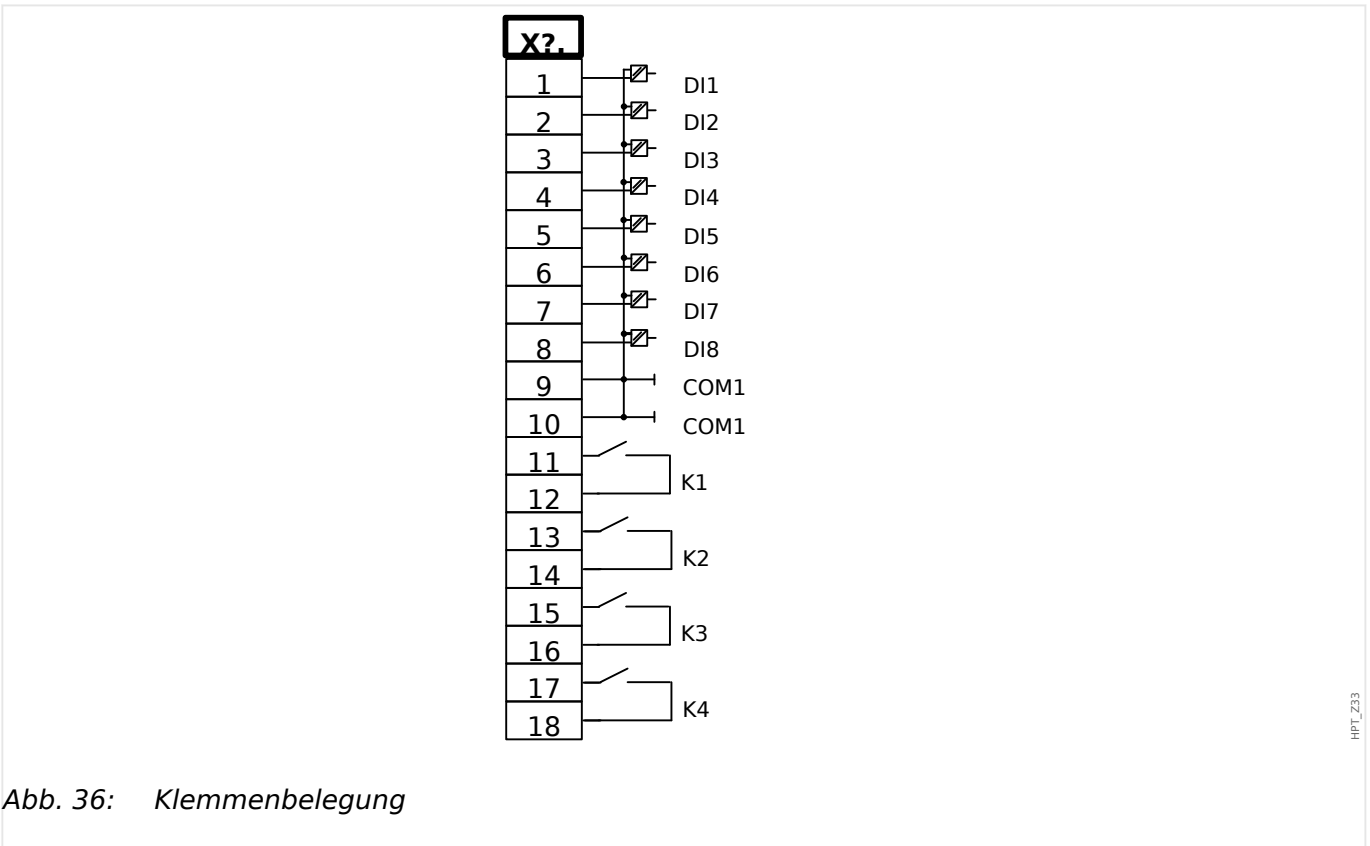 X?.
1 DI1
2 DI2
3 DI3
4 DI4
5 DI5
6 DI6
7 DI7
8 DI8
9 COM1
10 COM1
11
K1
12
13
K2
14
15
K3
16
17
K4
18
HPT_Z33
Abb. 36: Klemmenbelegung